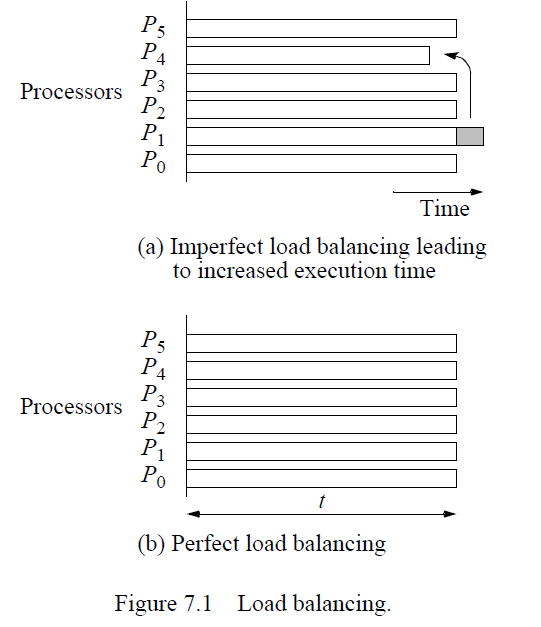 P5
P4
P3
Processors
P2
P1
P0
Time
(a) Imperfect load balancing leading
to increased execution time
P5
P4
P3
Processors
P2
P1
P0
t
(b) Perfect load balancing
Figure 7.1 Load balancing.